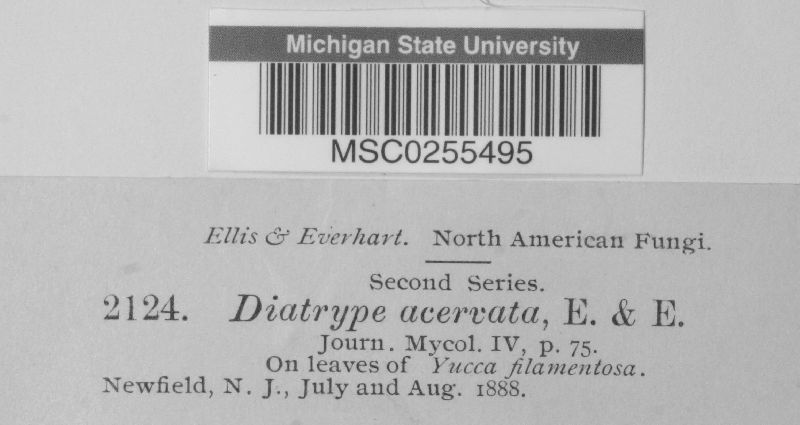 Michigan State University
MSC0255495
Ellis & Everhart. North American Fungi.
Second Series.
2124. Diatrype acervata, E. & E.
Journ. Mycol. IV, p. 75.
On leaves of Yucca filamentosa.
Newfield, N. J., July and Aug. 1888.